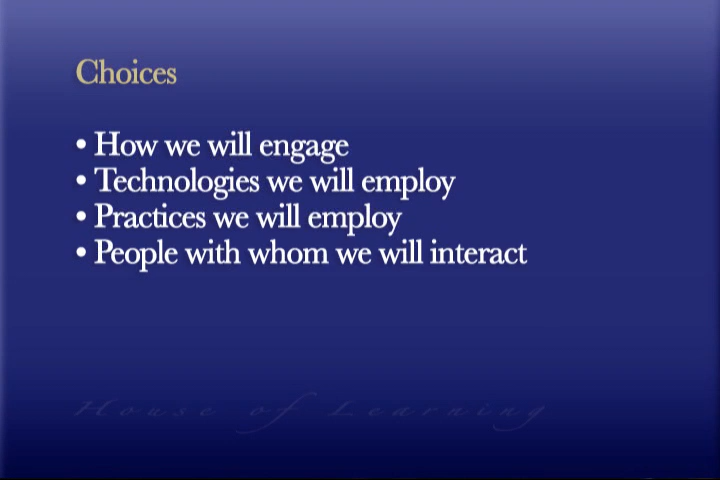 Choices
• How we will engage
• Technologies we will employ
• Practices we will employ
• People with whom we will interact
House of Learning